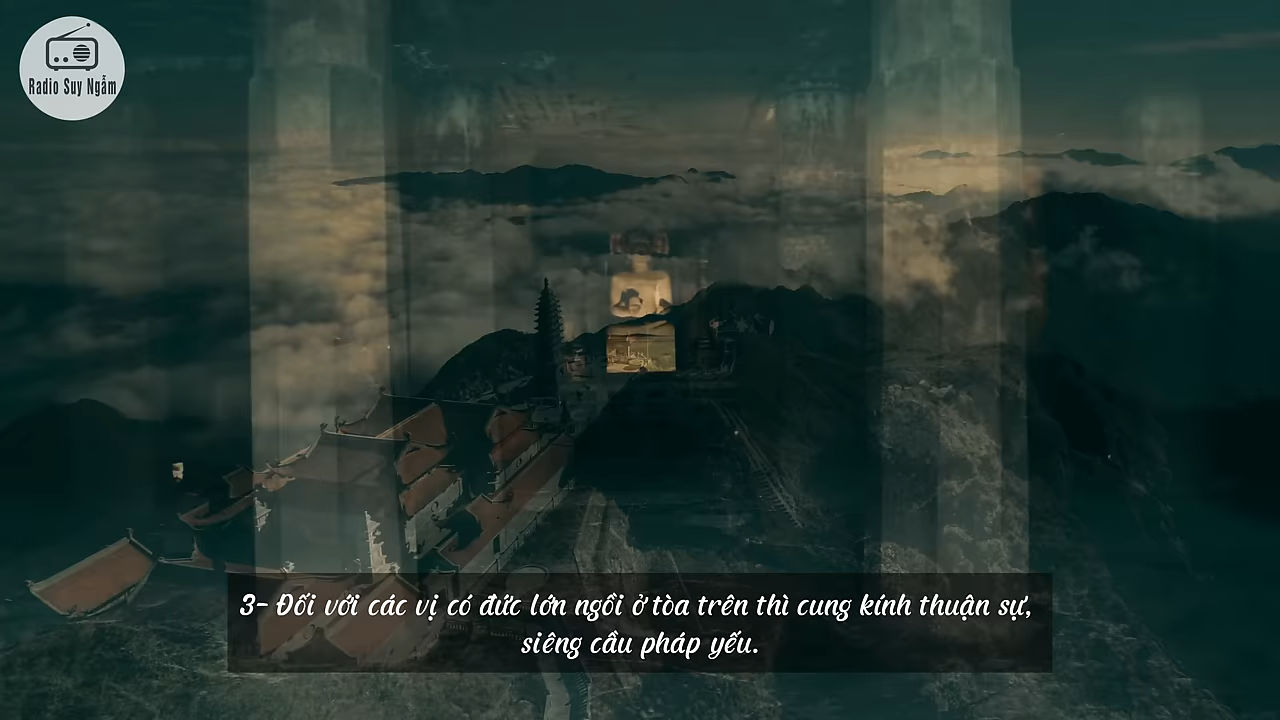 Radio Suy Ngẫm
3- Đối với các vị có đức lớn ngồi ở tòa trên thì cung kính thuận sự,
siêng cầu pháp yếu.